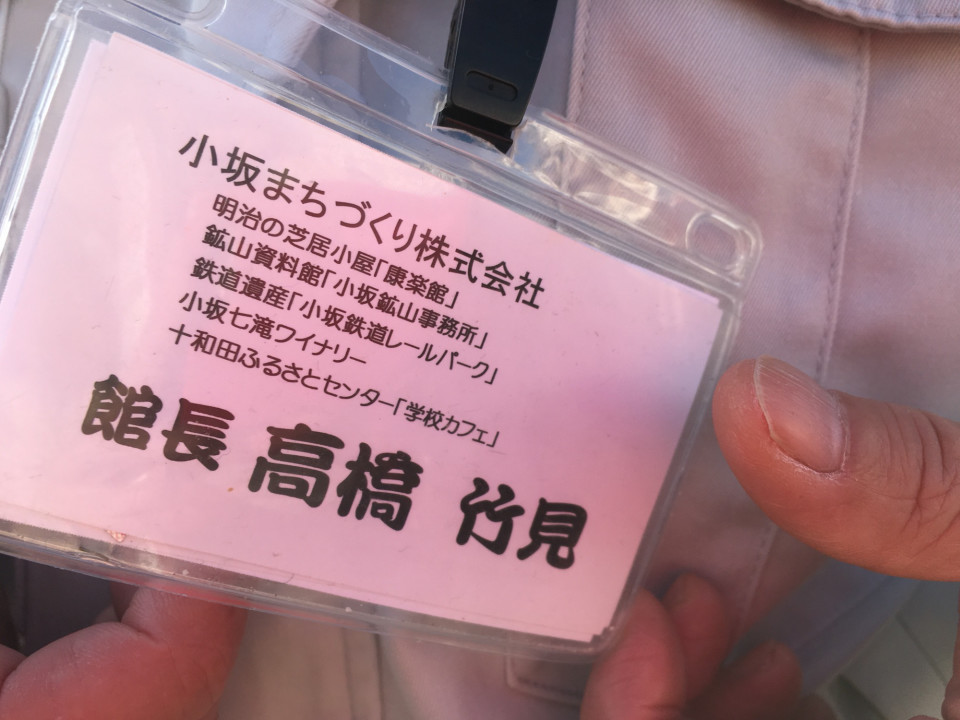 小坂まちづくり株式会社
明治の芝居小屋「康楽館」
鉱山資料館「小坂鉱山事務所」
鉄道遺産「小坂鉄道レールパーク」
小坂七滝ワイナリー
十和田ふるさとセンター「学校カフェ」
館長 高橋 竹見